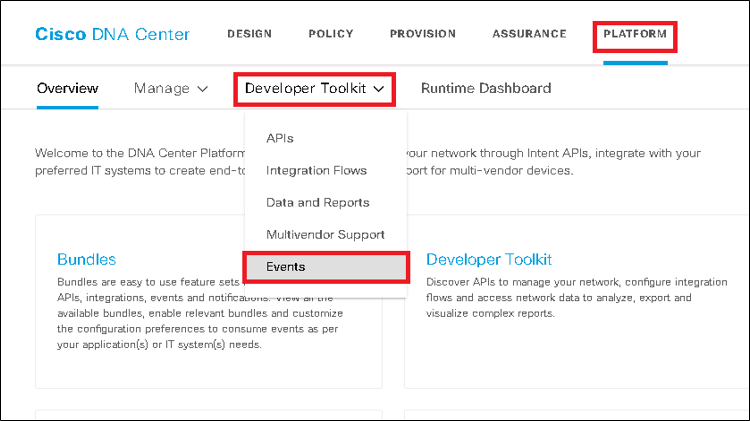 Cisco DNA Center DESIGN POLICY PROVISION ASSURANCE PLATFORM
Overview Manage Developer Toolkit Runtime Dashboard
APIs
Integration Flows
Data and Reports
Multivendor Support
Events
Welcome to the DNA Center Platfor your network through Intent APIs, integrate with your
preferred IT systems to create end-to port for multi-vendor devices.
Bundles
Bundles are easy to use feature sets
APIs, integrations, events and notifications. View all the
available bundles, enable relevant bundles and customize
the configuration preferences to consume events as per
your application(s) or IT system(s) needs.
Developer Toolkit
Discover APIs to manage your network, configure integration
flows and access network data to analyze, export and
visualize complex reports.